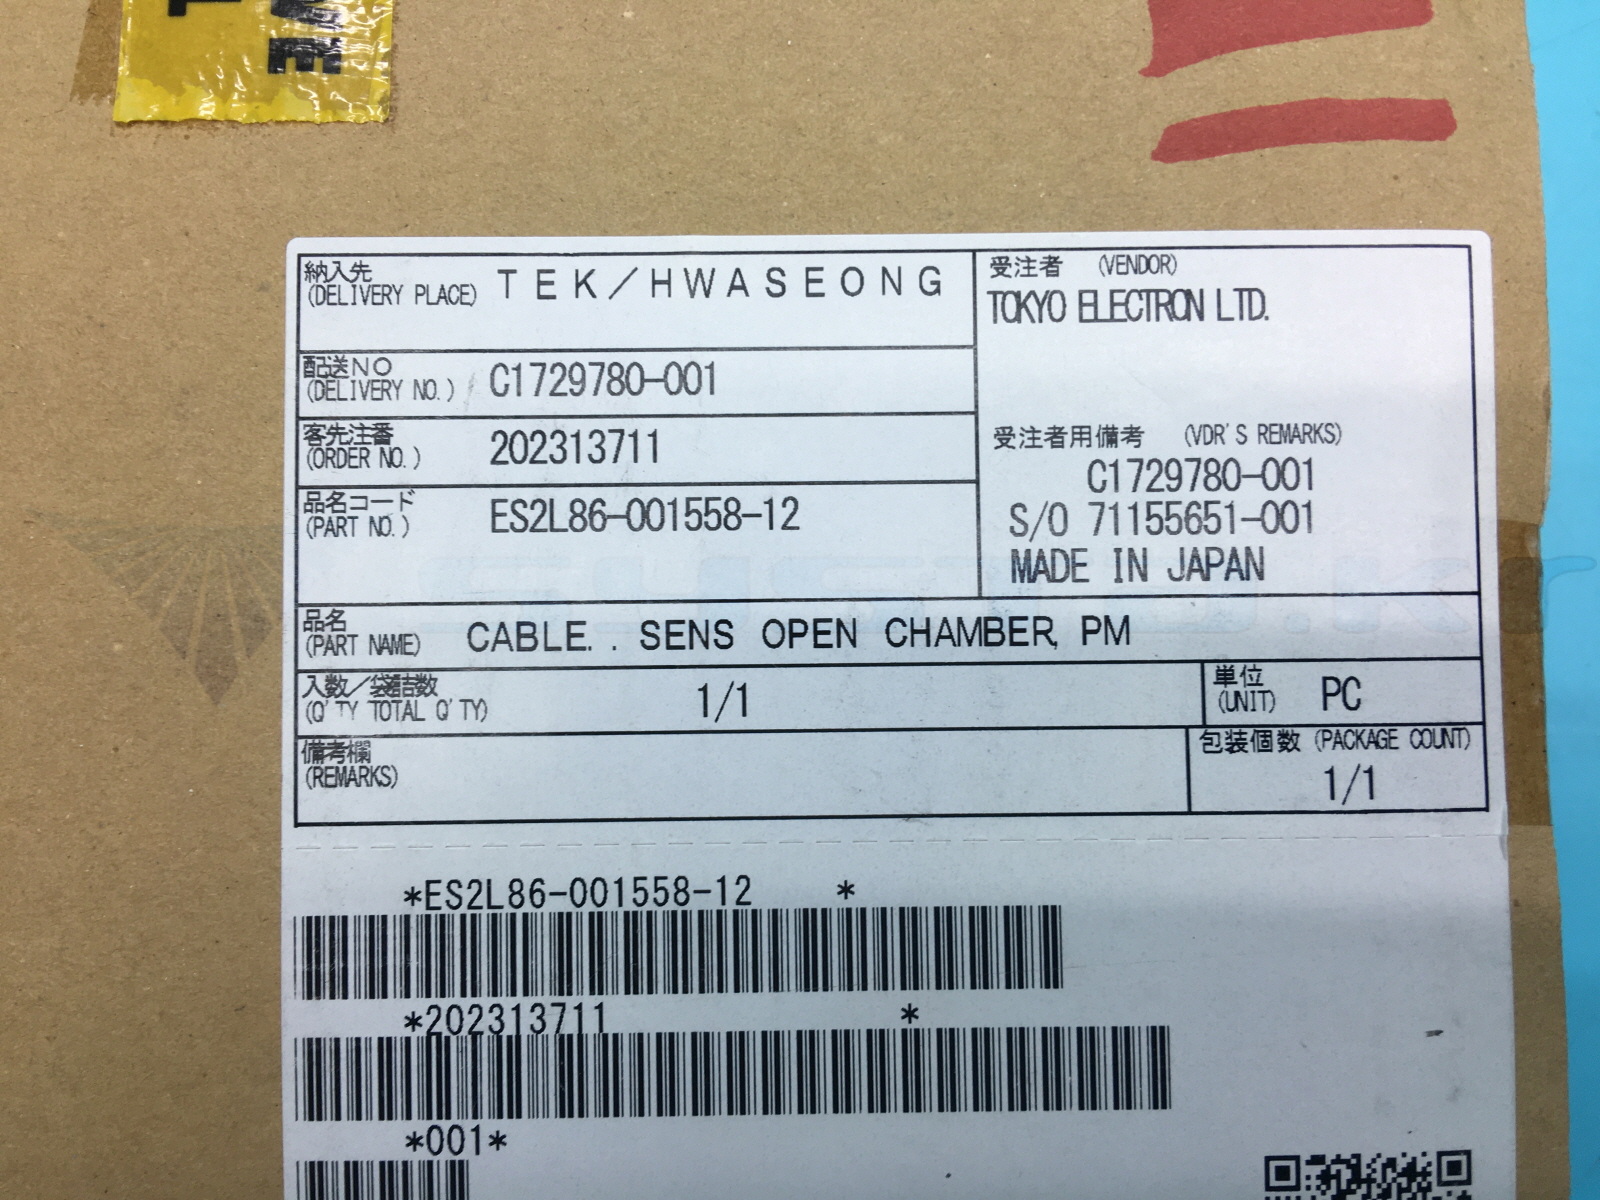 VE
納入先
(DELIVERY PLACE) TEK/HWASEONG
受注者 (VENDOR)
TOKYO ELECTRON LTD.
配送NO
(DELIVERY NO.) C1729780-001
客先注番
(ORDER NO.) 202313711
受注者用備考 (VDR'S REMARKS)
C1729780-001
S/O 71155651-001
MADE IN JAPAN
品名コード
(PART NO.) ES2L86-001558-12
品名
(PART NAME) CABLE. . SENS OPEN CHAMBER, PM
入数/袋詰数
(Q'TY TOTAL Q'TY) 1/1
単位
(UNIT) PC
備考欄
(REMARKS)
包装個数 (PACKAGE COUNT)
1/1
*ES2L86-001558-12 *
*202313711 *
*001*